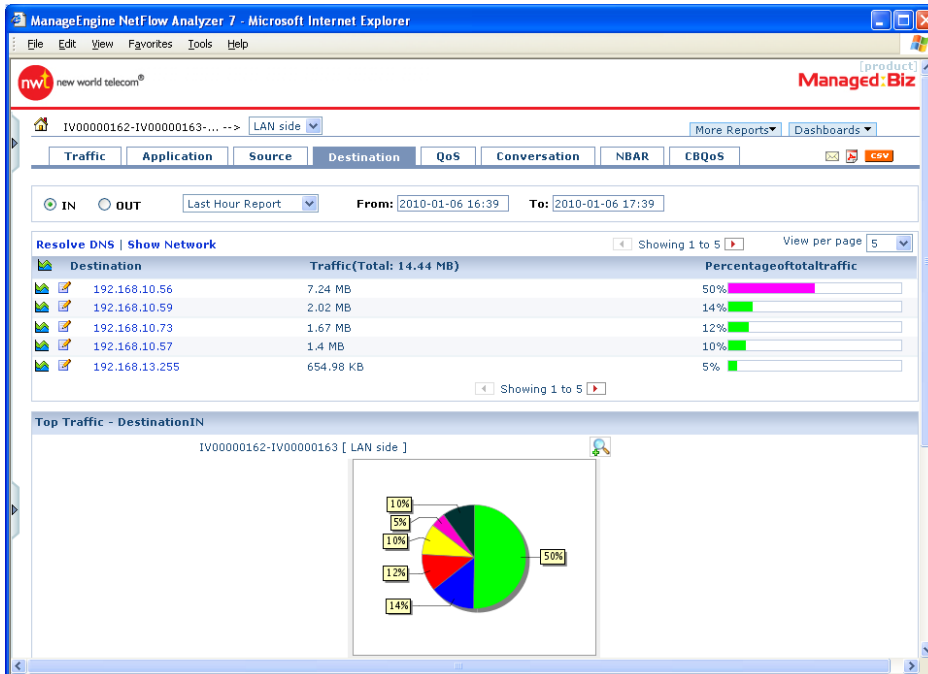 ManageEngine NetFlow Analyzer 7 - Microsoft Internet Explorer
File Edit View Favorites Tools Help
nwt new world telecom®
[product]
Managed:Biz
IV00000162-IV00000163-... --> LAN side
More Reports Dashboards
Traffic Application Source Destination QoS Conversation NBAR CBQoS CSV
IN OUT Last Hour Report From: 2010-01-06 16:39 To: 2010-01-06 17:39
Resolve DNS | Show Network Showing 1 to 5 View per page 5
Destination Traffic(Total: 14.44 MB) Percentageoftotaltraffic
192.168.10.56 7.24 MB 50%
192.168.10.59 2.02 MB 14%
192.168.10.73 1.67 MB 12%
192.168.10.57 1.4 MB 10%
192.168.13.255 654.98 KB 5%
Showing 1 to 5
Top Traffic - DestinationIN
IV00000162-IV00000163 [ LAN side ]
10%
5%
10%
50%
12%
14%